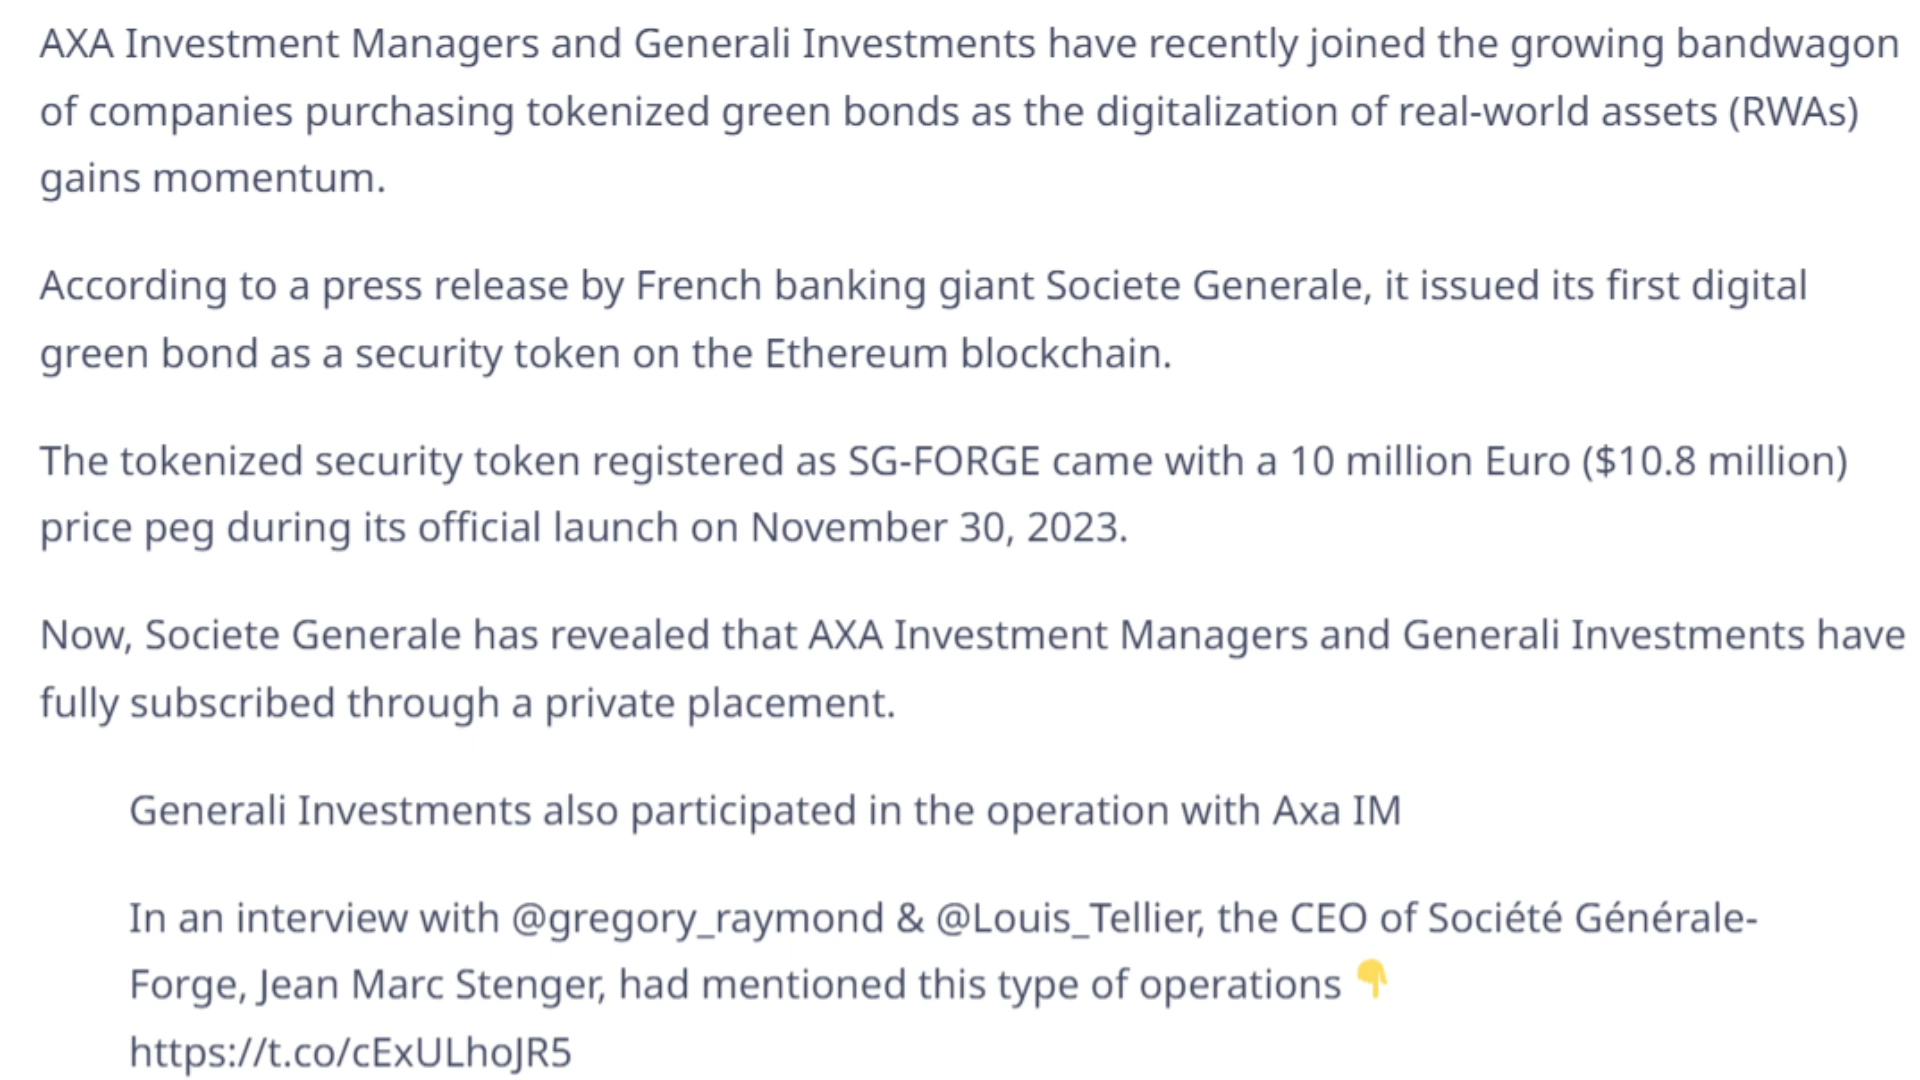 AXA Investment Managers and Generali Investments have recently joined the growing bandwagon
of companies purchasing tokenized green bonds as the digitalization of real-world assets (RWAs)
gains momentum.
According to a press release by French banking giant Societe Generale, it issued its first digital
green bond as a security token on the Ethereum blockchain.
The tokenized security token registered as SG-FORGE came with a 10 million Euro ($10.8 million)
price peg during its official launch on November 30, 2023.
Now, Societe Generale has revealed that AXA Investment Managers and Generali Investments have
fully subscribed through a private placement.
Generali Investments also participated in the operation with Axa IM
In an interview with @gregory_raymond & @Louis_Tellier, the CEO of Société Générale-
Forge, Jean Marc Stenger, had mentioned this type of operations 👇
https://t.co/cExULhoJR5